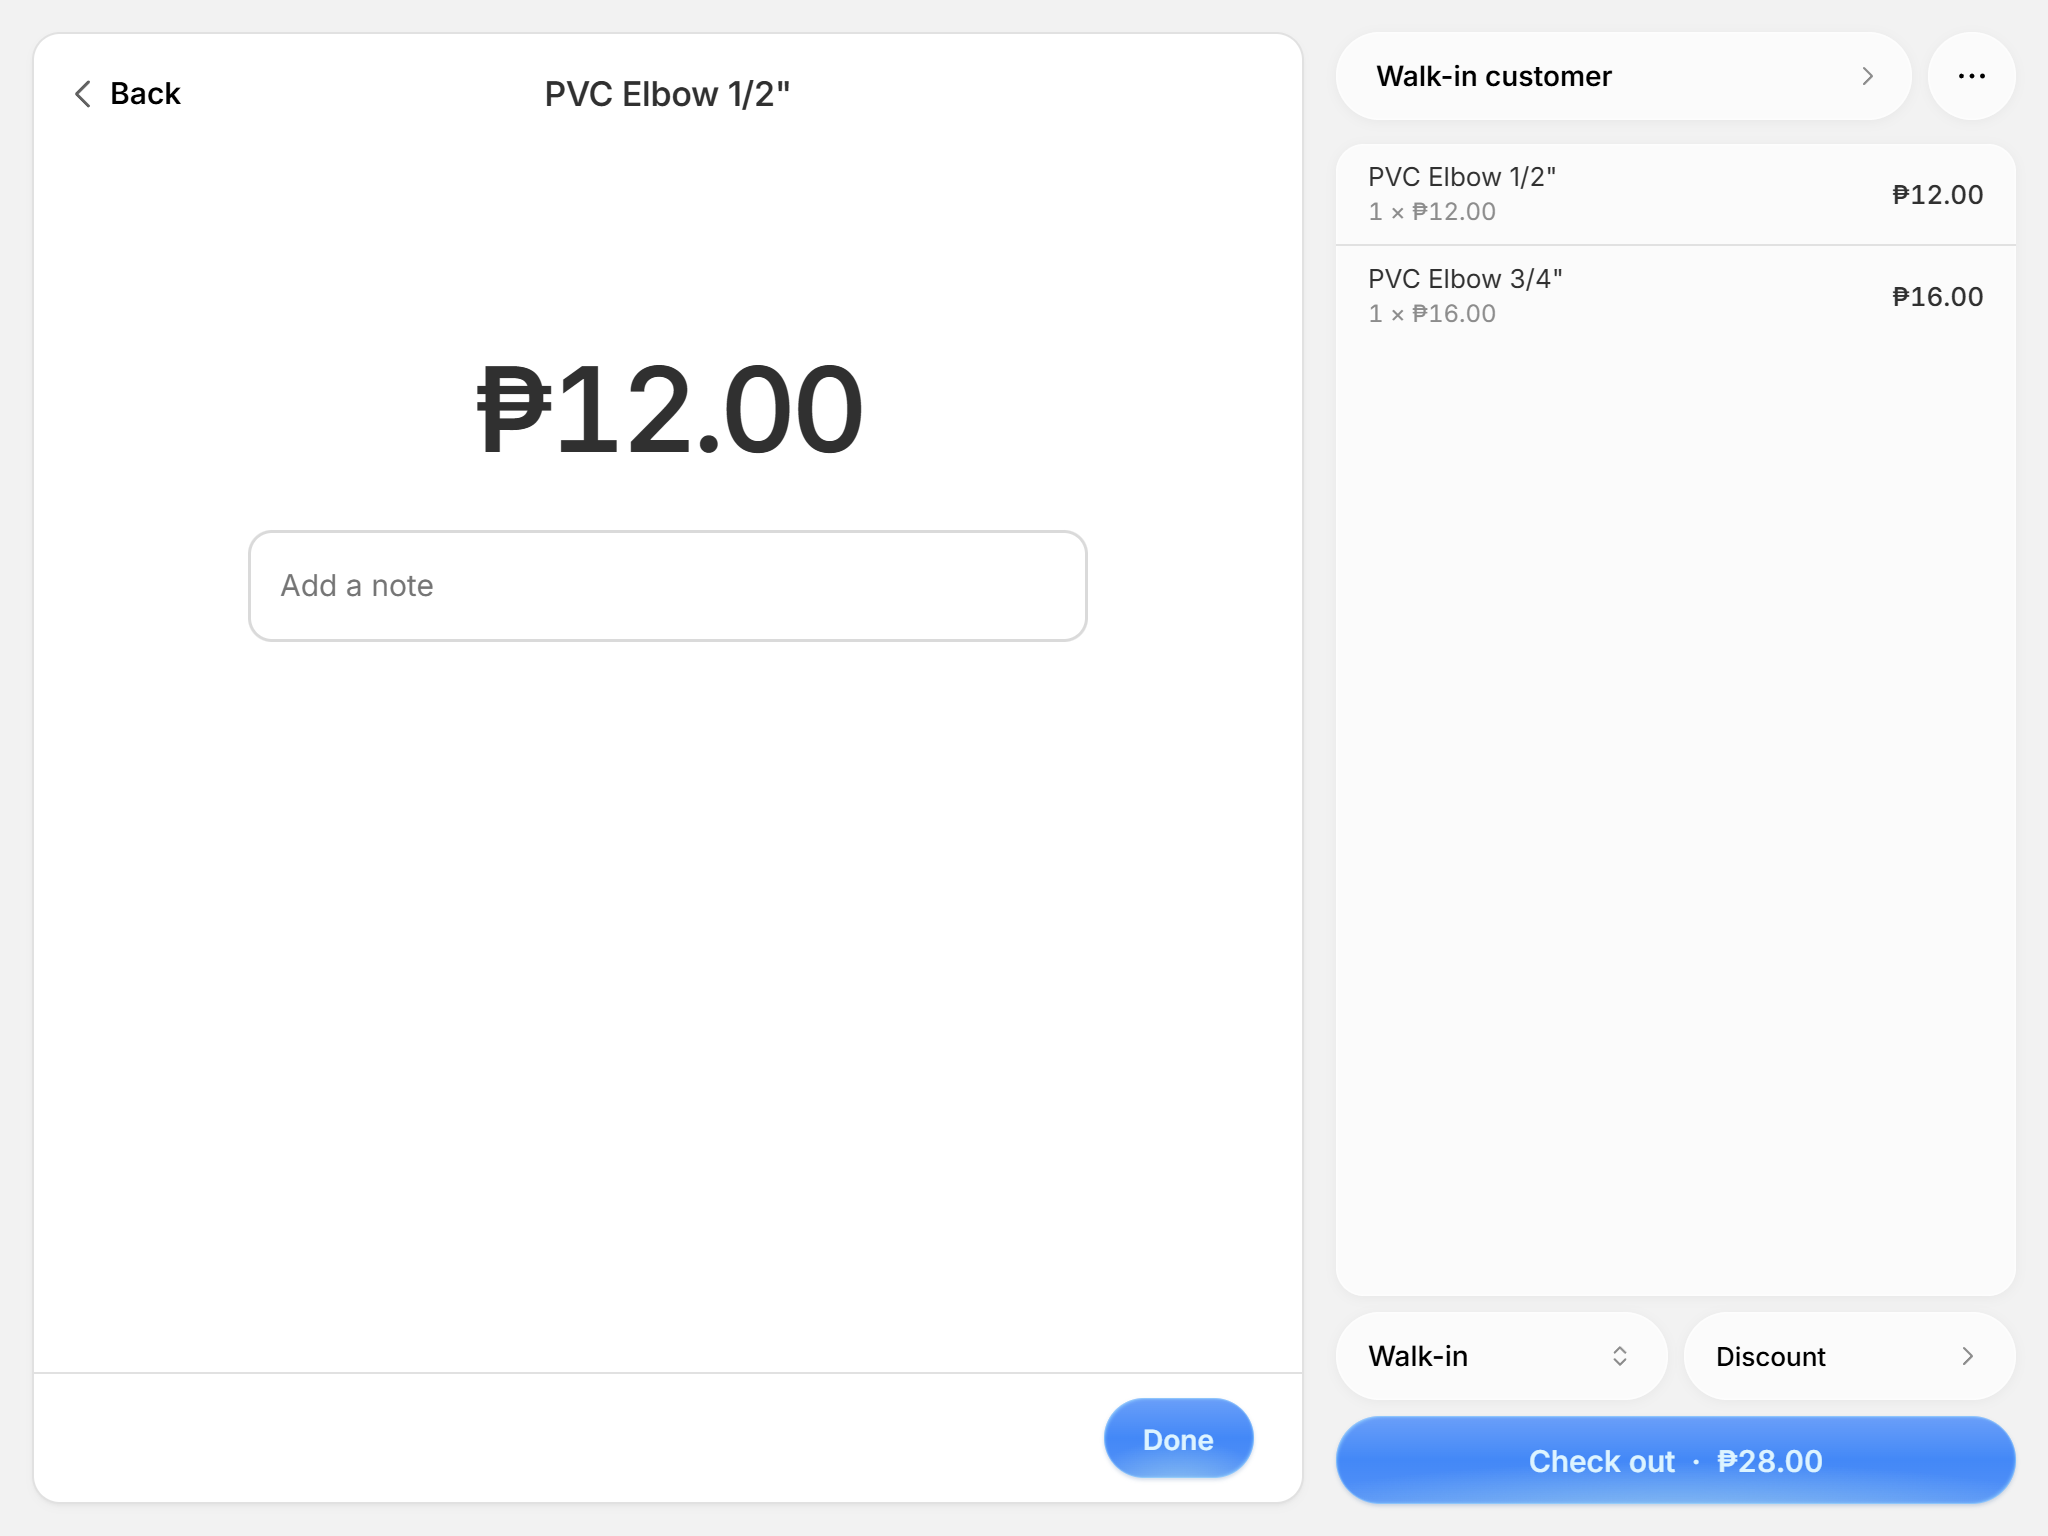 Back
PVC Elbow 1/2"
₱12.00
Add a note
Done
Walk-in customer
PVC Elbow 1/2"
1 × ₱12.00
₱12.00
PVC Elbow 3/4"
1 × ₱16.00
₱16.00
Walk-in
Discount
Check out · ₱28.00